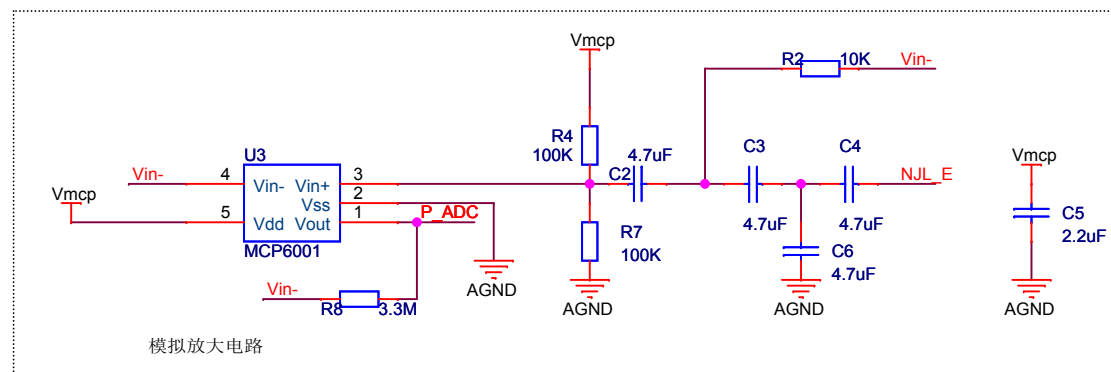 Vmcp
R2
10K
Vin-
R4
100K
4.7uF
C2
C3
C4
NJL_E
4.7uF
4.7uF
C6
4.7uF
AGND
Vmcp
C5
2.2uF
AGND
U3
Vin-
4
Vin-
Vin+
3
Vss
2
Vmcp
5
Vdd
Vout
1
P_ADC
MCP6001
R7
100K
AGND
AGND
Vin-
R8
3.3M
模拟放大电路